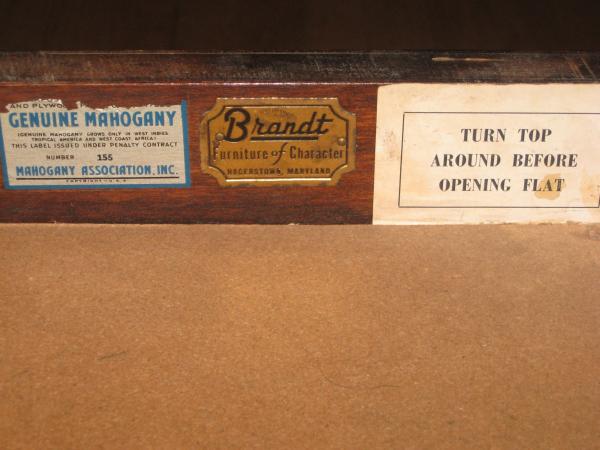 AND PLYWO
GENUINE MAHOGANY
(GENUINE MAHOGANY GROWS ONLY IN WEST INDIES
TROPICAL AMERICA AND WEST COAST AFRICA)
THIS LABEL ISSUED UNDER PENALTY CONTRACT
NUMBER 155
MAHOGANY ASSOCIATION, INC.
COPYRIGHT U.S.A.
Brandt
Furniture of Character
HAGERSTOWN, MARYLAND
TURN TOP
AROUND BEFORE
OPENING FLAT